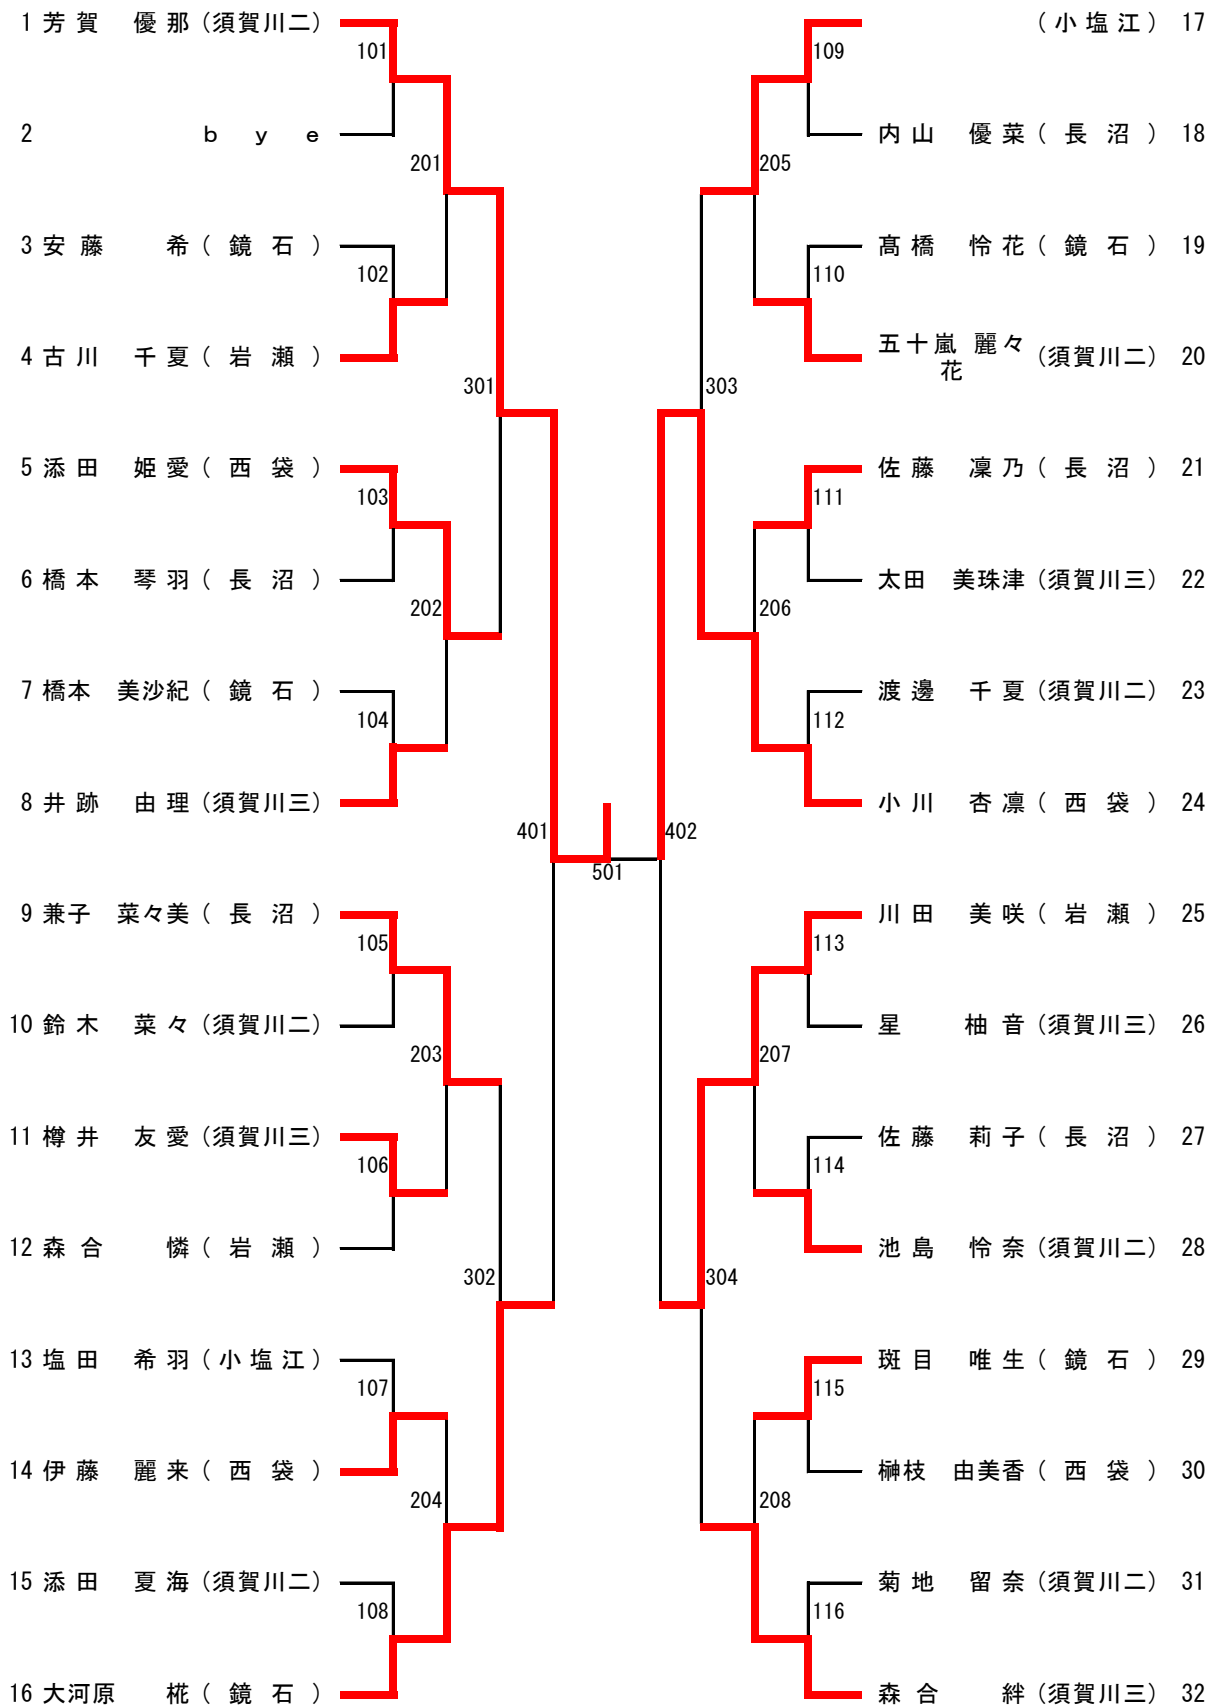 1 芳賀 優那 (須賀川二)
101
2 bye
201
3 安藤 希 (鏡石)
102
4 古川 千夏 (岩瀬)
301
5 添田 姫愛 (西袋)
103
6 橋本 琴羽 (長沼)
202
7 橋本 美沙紀 (鏡石)
104
8 井跡 由理 (須賀川三)
401
9 兼子 菜々美 (長沼)
105
10 鈴木 菜々 (須賀川二)
203
11 樽井 友愛 (須賀川三)
106
12 森合 憐 (岩瀬)
302
13 塩田 希羽 (小塩江)
107
14 伊藤 麗来 (西袋)
204
15 添田 夏海 (須賀川二)
108
16 大河原 椛 (鏡石)
501
(小塩江) 17
109
内山 優菜 (長沼) 18
205
髙橋 怜花 (鏡石) 19
110
五十嵐 麗々花 (須賀川二) 20
303
佐藤 凜乃 (長沼) 21
111
太田 美珠津 (須賀川三) 22
206
渡邊 千夏 (須賀川二) 23
112
小川 杏凛 (西袋) 24
402
川田 美咲 (岩瀬) 25
113
星 柚音 (須賀川三) 26
207
佐藤 莉子 (長沼) 27
114
池島 怜奈 (須賀川二) 28
304
斑目 唯生 (鏡石) 29
115
榊枝 由美香 (西袋) 30
208
菊地 留奈 (須賀川二) 31
116
森合 絆 (須賀川三) 32